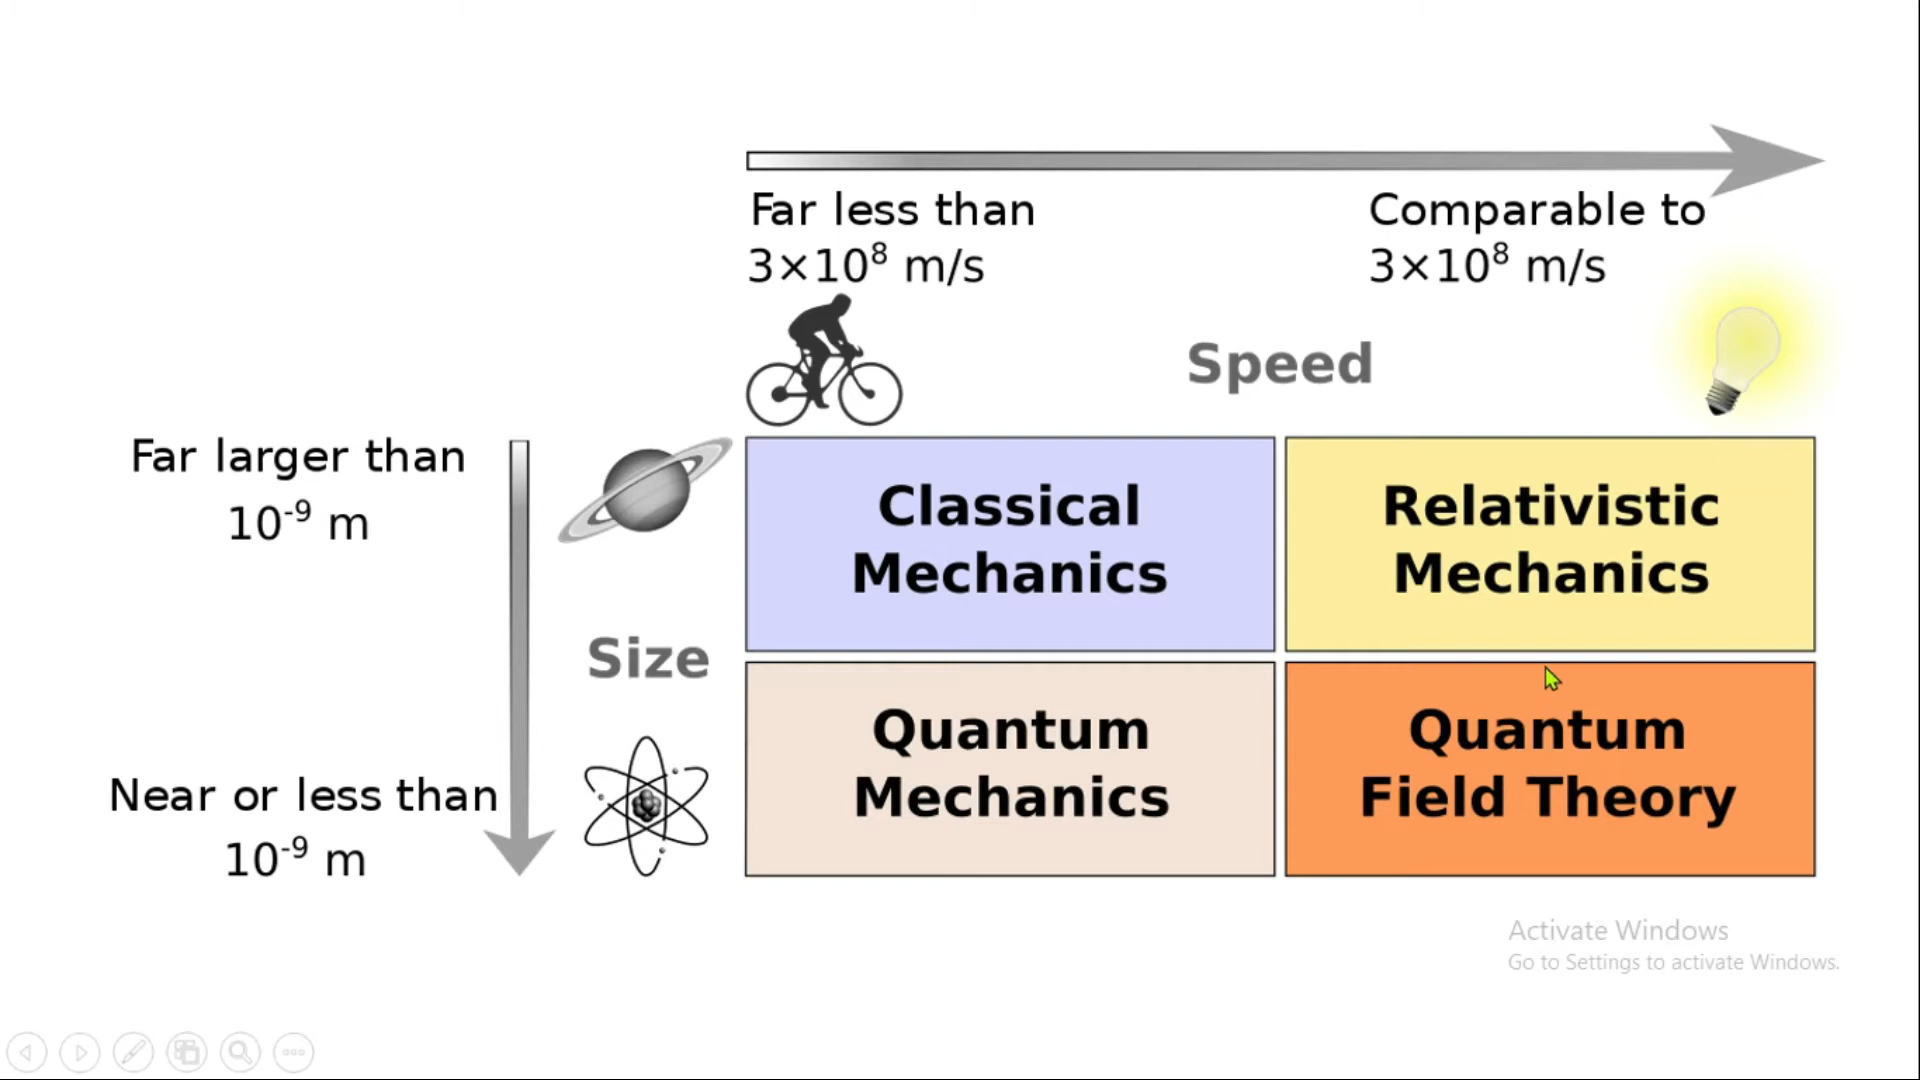 Far less than
3×10⁸ m/s
Comparable to
3×10⁸ m/s
Speed
Far larger than
10⁻⁹ m
Size
Near or less than
10⁻⁹ m
Classical
Mechanics
Relativistic
Mechanics
Quantum
Mechanics
Quantum
Field Theory
Activate Windows
Go to Settings to activate Windows.